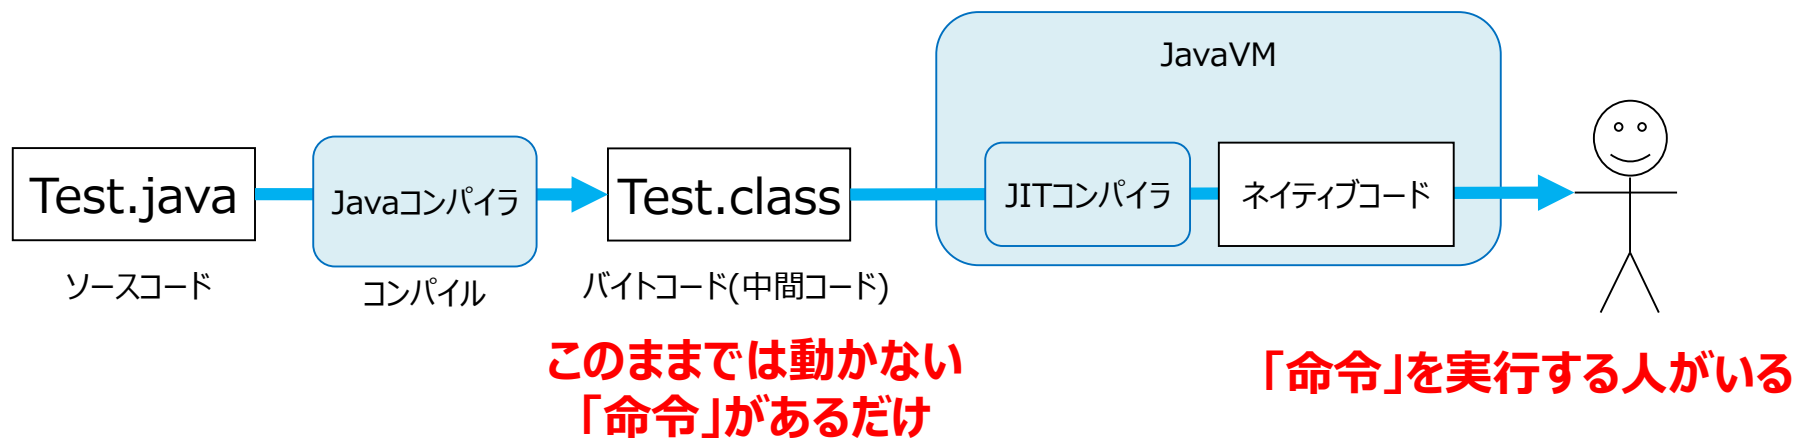 JavaVM
Test.java
Javaコンパイラ
Test.class
JITコンパイラ
ネイティブコード
ソースコード
コンパイル
バイトコード(中間コード)
このままでは動かない
「命令」があるだけ
「命令」を実行する人がいる